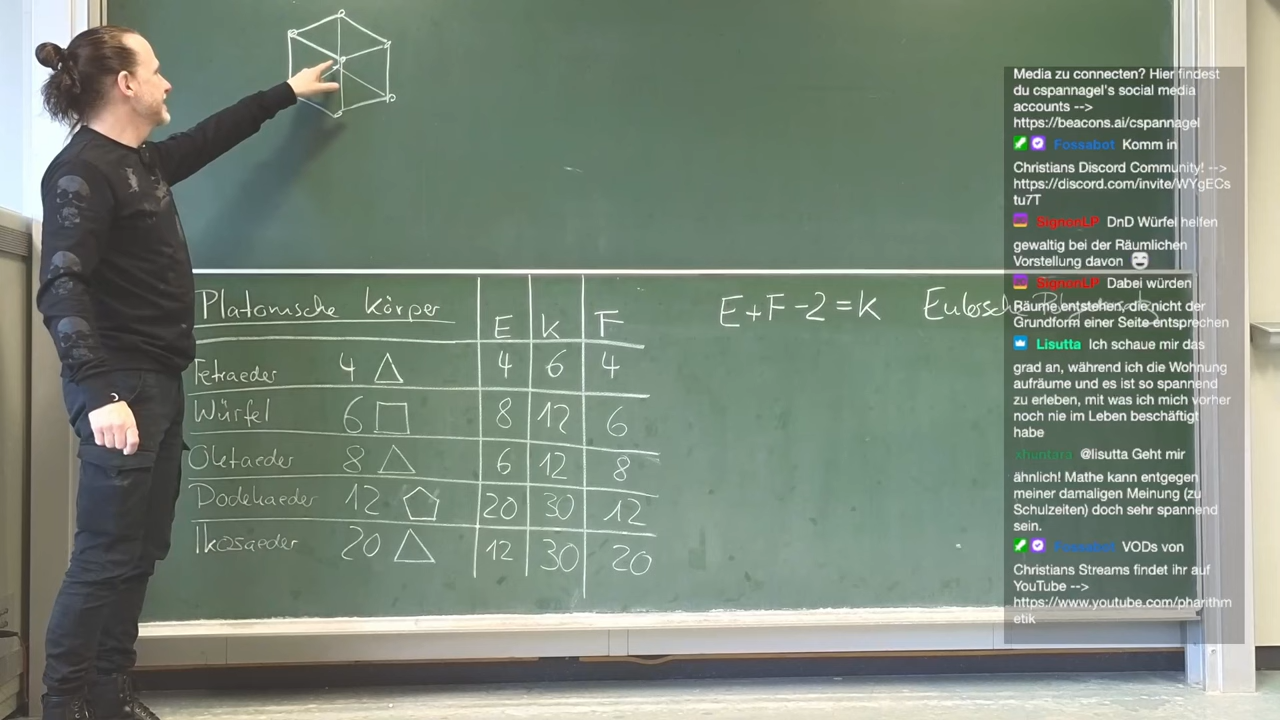 Platonische Körper E K F
Tetraeder 4 4 6 4
Würfel 6 8 12 6
Oktaeder 8 6 12 8
Dodekaeder 12 20 30 12
Ikosaeder 20 12 30 20
E+F-2=K
Media zu connecten? Hier findest
du cspannagel's social media
accounts -->
https://beacons.ai/cspannagel
Fossabot Komm in
Christians Discord Community! -->
https://discord.com/invite/WYgECs
tu7T
SignonLP DnD Würfel helfen
gewaltig bei der Räumlichen
Vorstellung davon
SignonLP Dabei würden
Räume entstehen, die nicht der
Grundform einer Seite entsprechen
Lisutta Ich schaue mir das
grad an, während ich die Wohnung
aufräume und es ist so spannend
zu erleben, mit was ich mich vorher
noch nie im Leben beschäftigt
habe
xhuntara @lisutta Geht mir
ähnlich! Mathe kann entgegen
meiner damaligen Meinung (zu
Schulzeiten) doch sehr spannend
sein.
Fossabot VODs von
Christians Streams findet ihr auf
YouTube -->
https://www.youtube.com/pharithm
etik